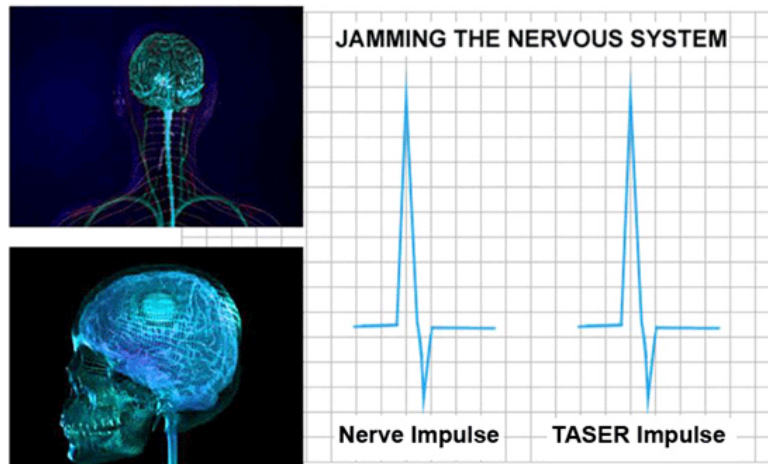 JAMMING THE NERVOUS SYSTEM
Nerve Impulse
TASER Impulse